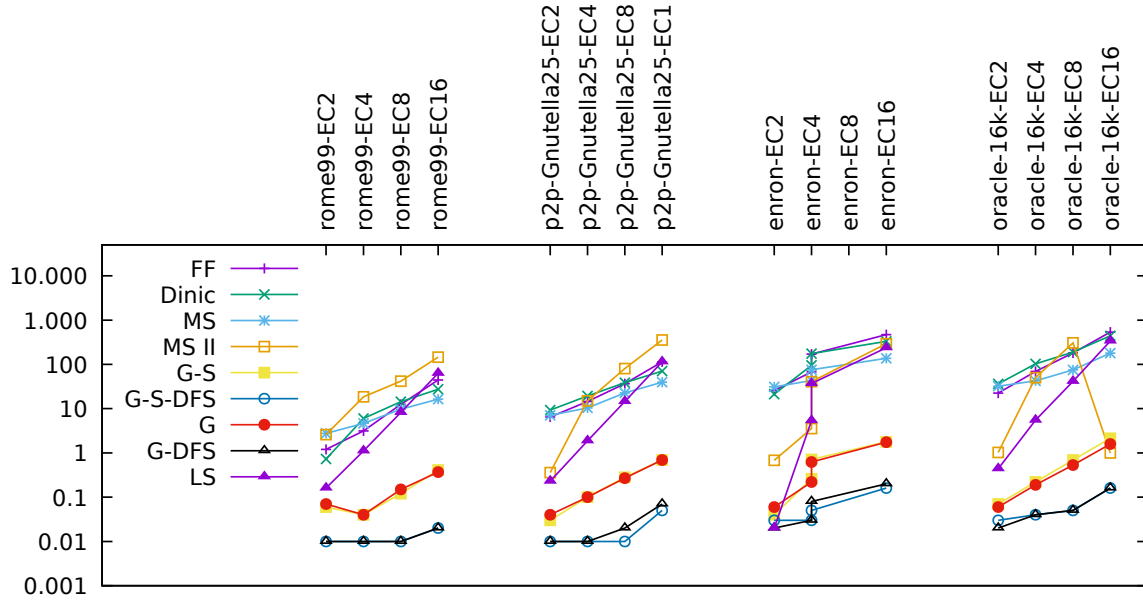 rome99-EC2
rome99-EC4
rome99-EC8
rome99-EC16
p2p-Gnutella25-EC2
p2p-Gnutella25-EC4
p2p-Gnutella25-EC8
p2p-Gnutella25-EC1
enron-EC2
enron-EC4
enron-EC8
enron-EC16
oracle-16k-EC2
oracle-16k-EC4
oracle-16k-EC8
oracle-16k-EC16
10.000
1.000
100
10
1
0.1
0.01
0.001
FF
Dinic
MS
MS II
G-S
G-S-DFS
G
G-DFS
LS